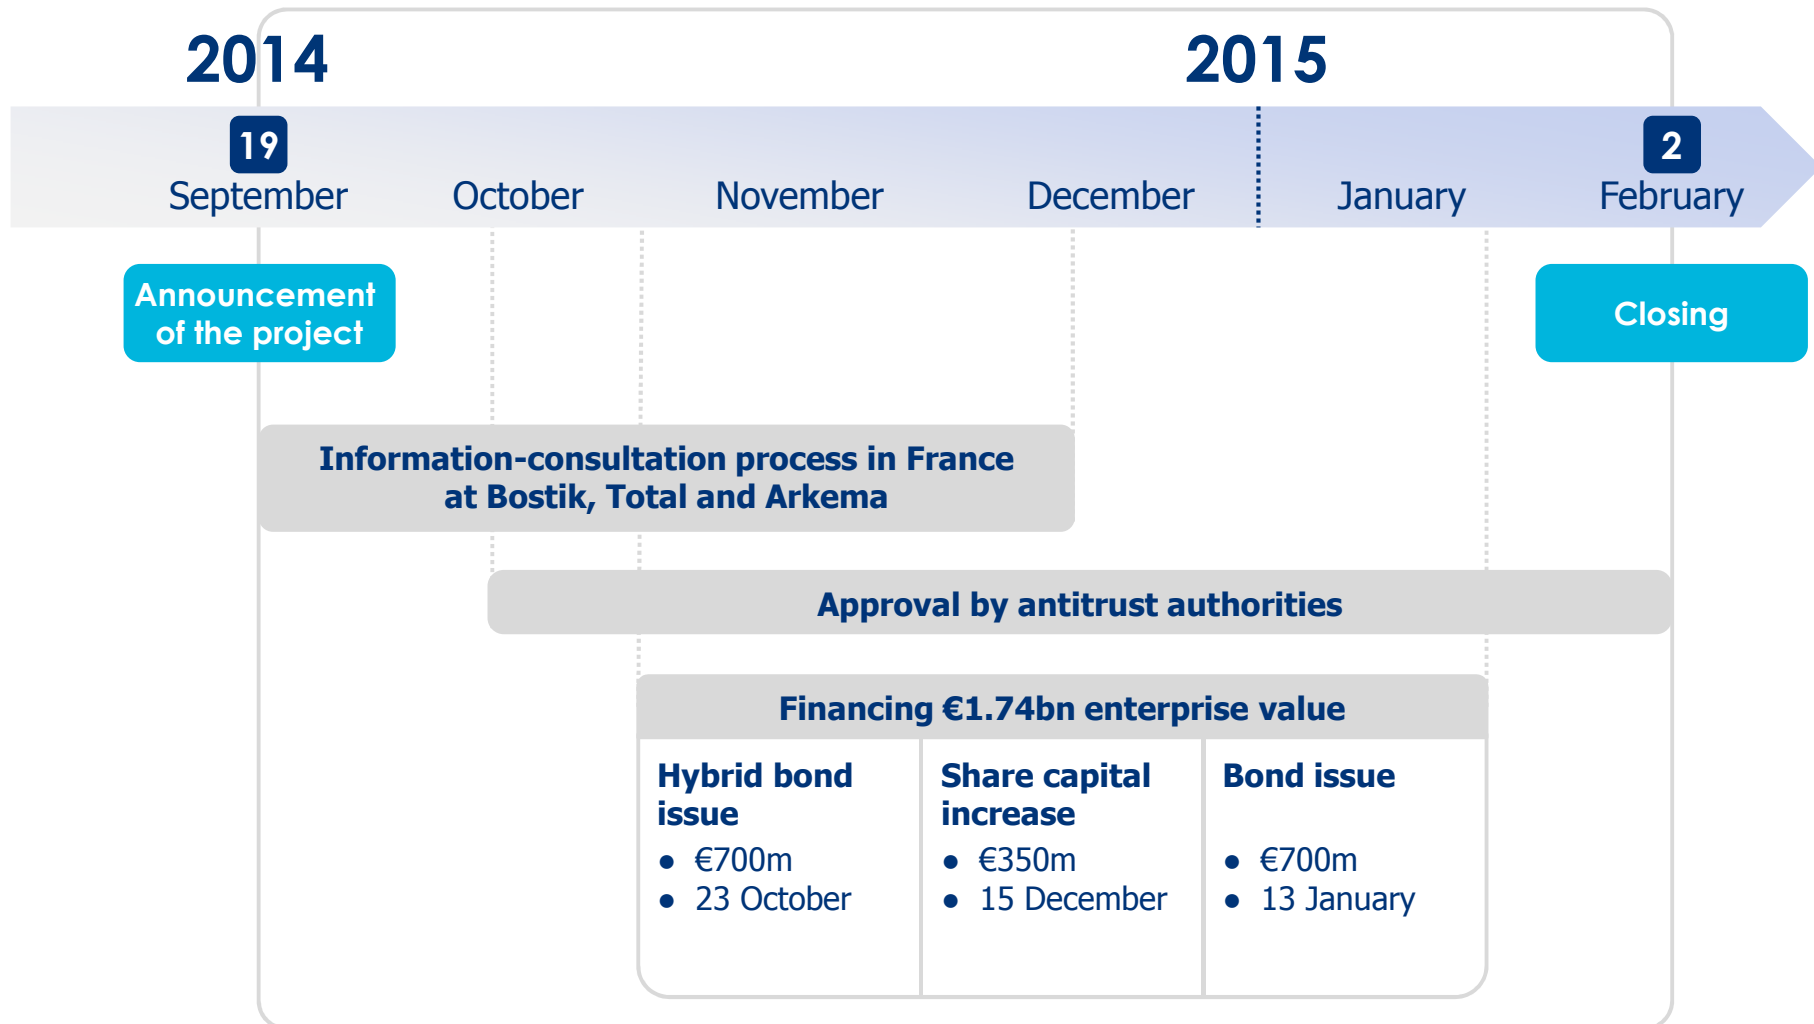 2014
2015
19
2
September
October
November
December
January
February
Announcement
of the project
Closing
Information-consultation process in France
at Bostik, Total and Arkema
Approval by antitrust authorities
Financing €1.74bn enterprise value
Hybrid bond
issue
● €700m
● 23 October
Share capital
increase
● €350m
● 15 December
Bond issue
● €700m
● 13 January